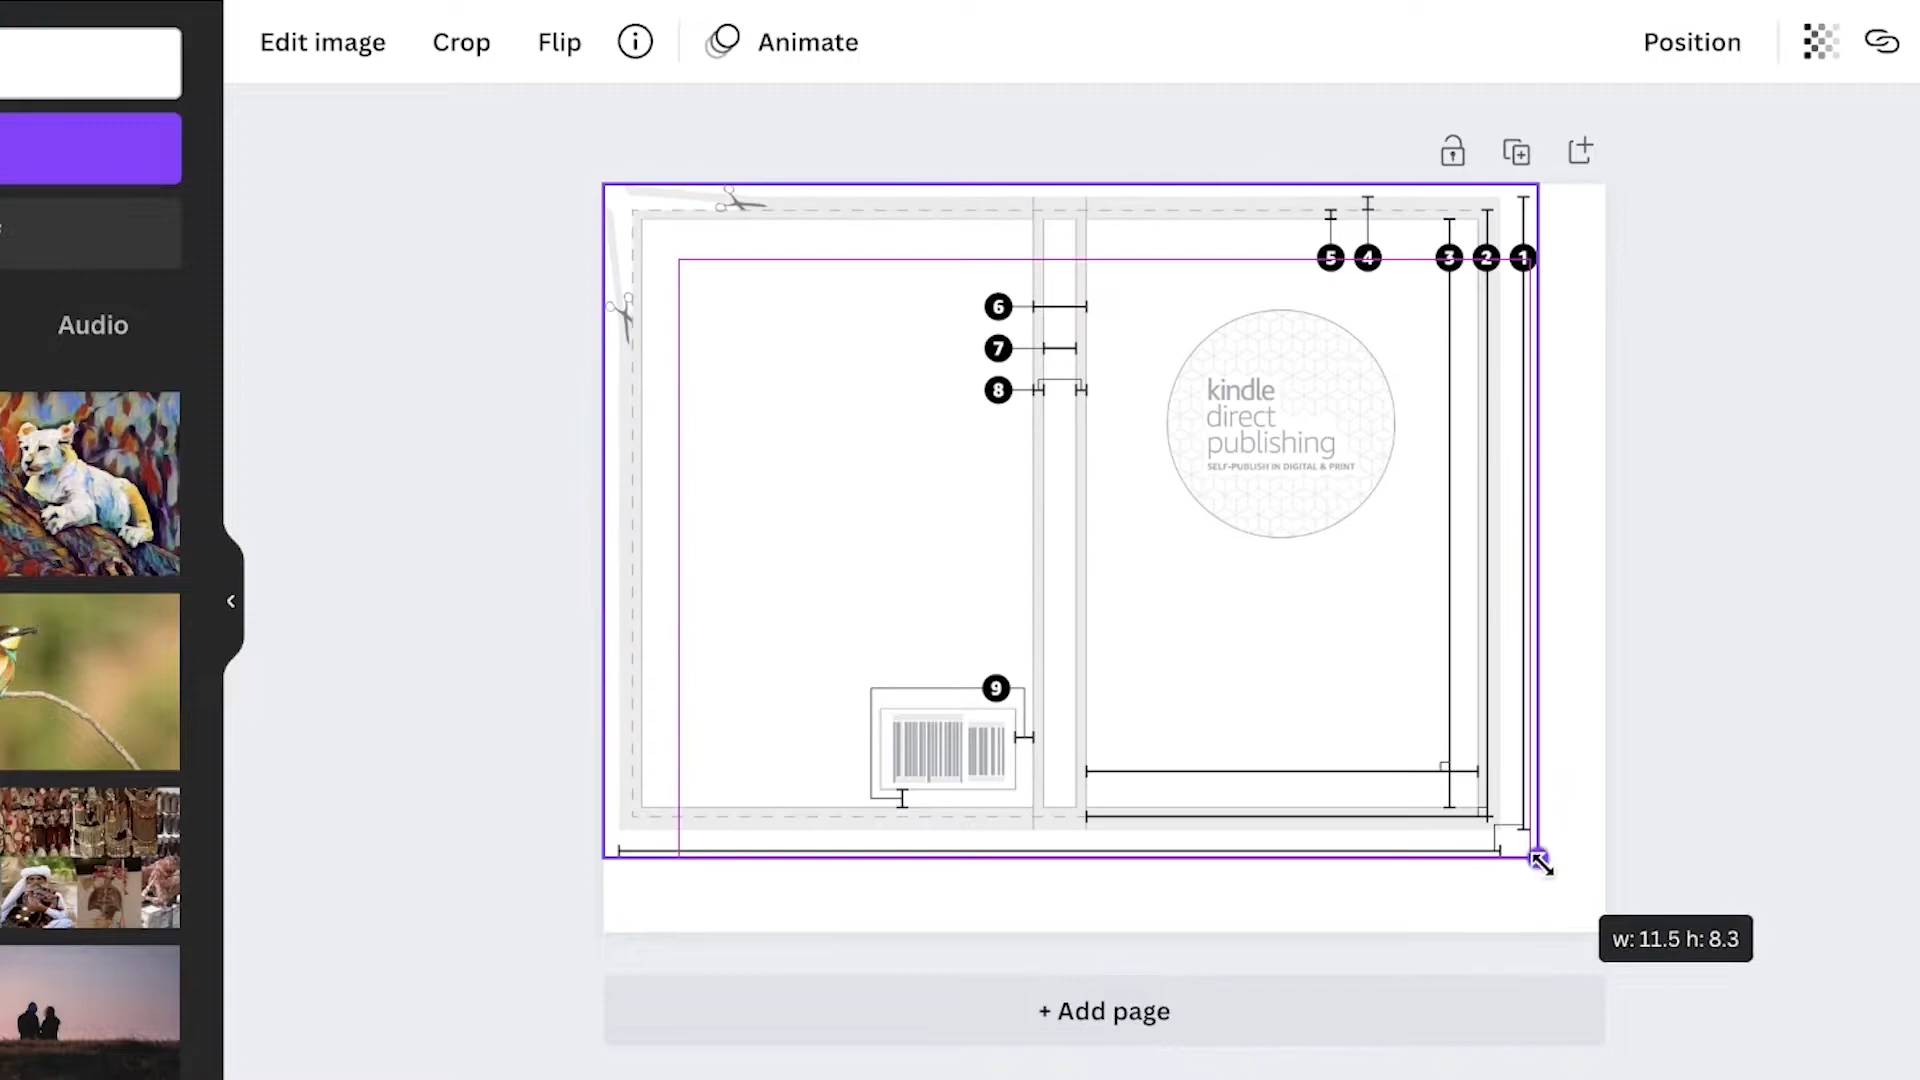 Edit image Crop Flip Animate Position
5 4 3 2 1
6
Audio
7
8
kindle
direct
publishing
SELF-PUBLISH IN DIGITAL & PRINT
9
w: 11.5 h: 8.3
+ Add page